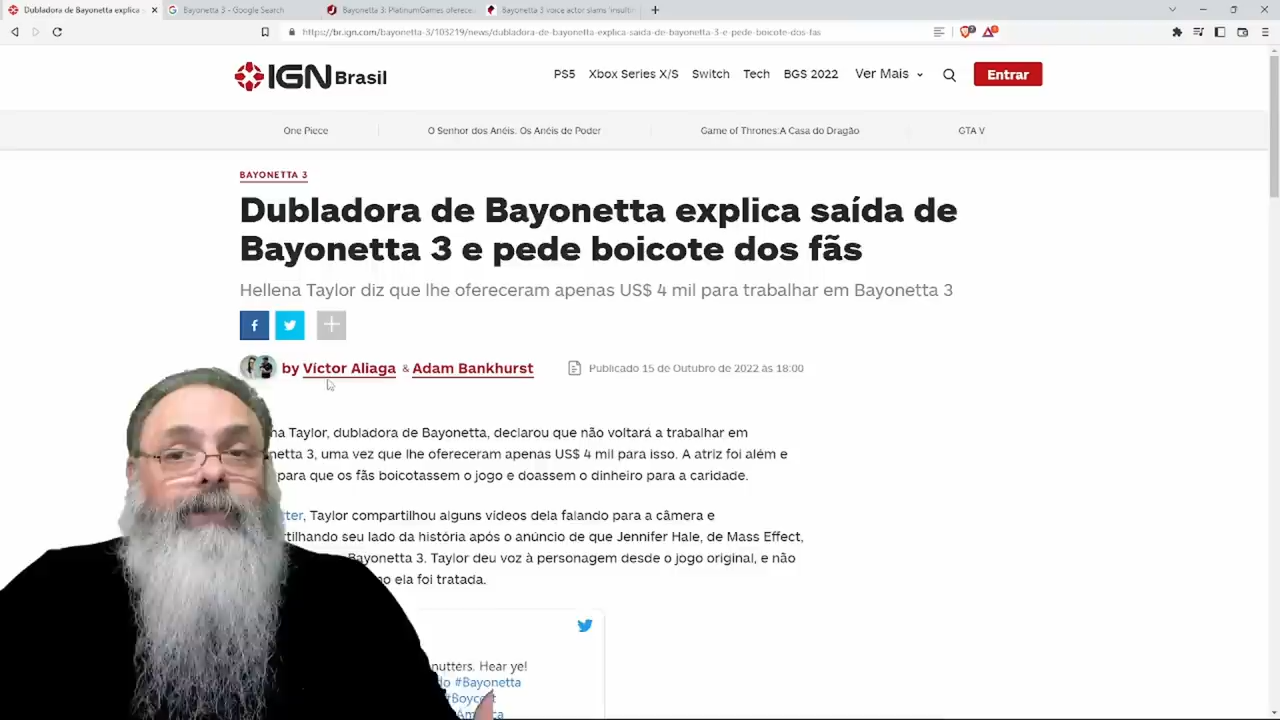 Dubladora de Bayonetta explica s
Bayonetta 3 - Google Search
Bayonetta 3: PlatinumGames oferece
Bayonetta 3 voice actor slams 'insultin
https://br.ign.com/bayonetta-3/103219/news/dubladora-de-bayonetta-explica-saida-de-bayonetta-3-e-pede-boicote-dos-fas
IGN Brasil
PS5 Xbox Series X/S Switch Tech BGS 2022 Ver Mais
Entrar
One Piece
O Senhor dos Anéis: Os Anéis de Poder
Game of Thrones:A Casa do Dragão
GTA V
BAYONETTA 3
Dubladora de Bayonetta explica saída de
Bayonetta 3 e pede boicote dos fãs
Hellena Taylor diz que lhe ofereceram apenas US$ 4 mil para trabalhar em Bayonetta 3
by Víctor Aliaga & Adam Bankhurst
Publicado 15 de Outubro de 2022 às 18:00
na Taylor, dubladora de Bayonetta, declarou que não voltará a trabalhar em
netta 3, uma vez que lhe ofereceram apenas US$ 4 mil para isso. A atriz foi além e
para que os fãs boicotassem o jogo e doassem o dinheiro para a caridade.
tter, Taylor compartilhou alguns vídeos dela falando para a câmera e
rtilhando seu lado da história após o anúncio de que Jennifer Hale, de Mass Effect,
Bayonetta 3. Taylor deu voz à personagem desde o jogo original, e não
mo ela foi tratada.
nutters. Hear ye!
do #Bayonetta
#Boyc